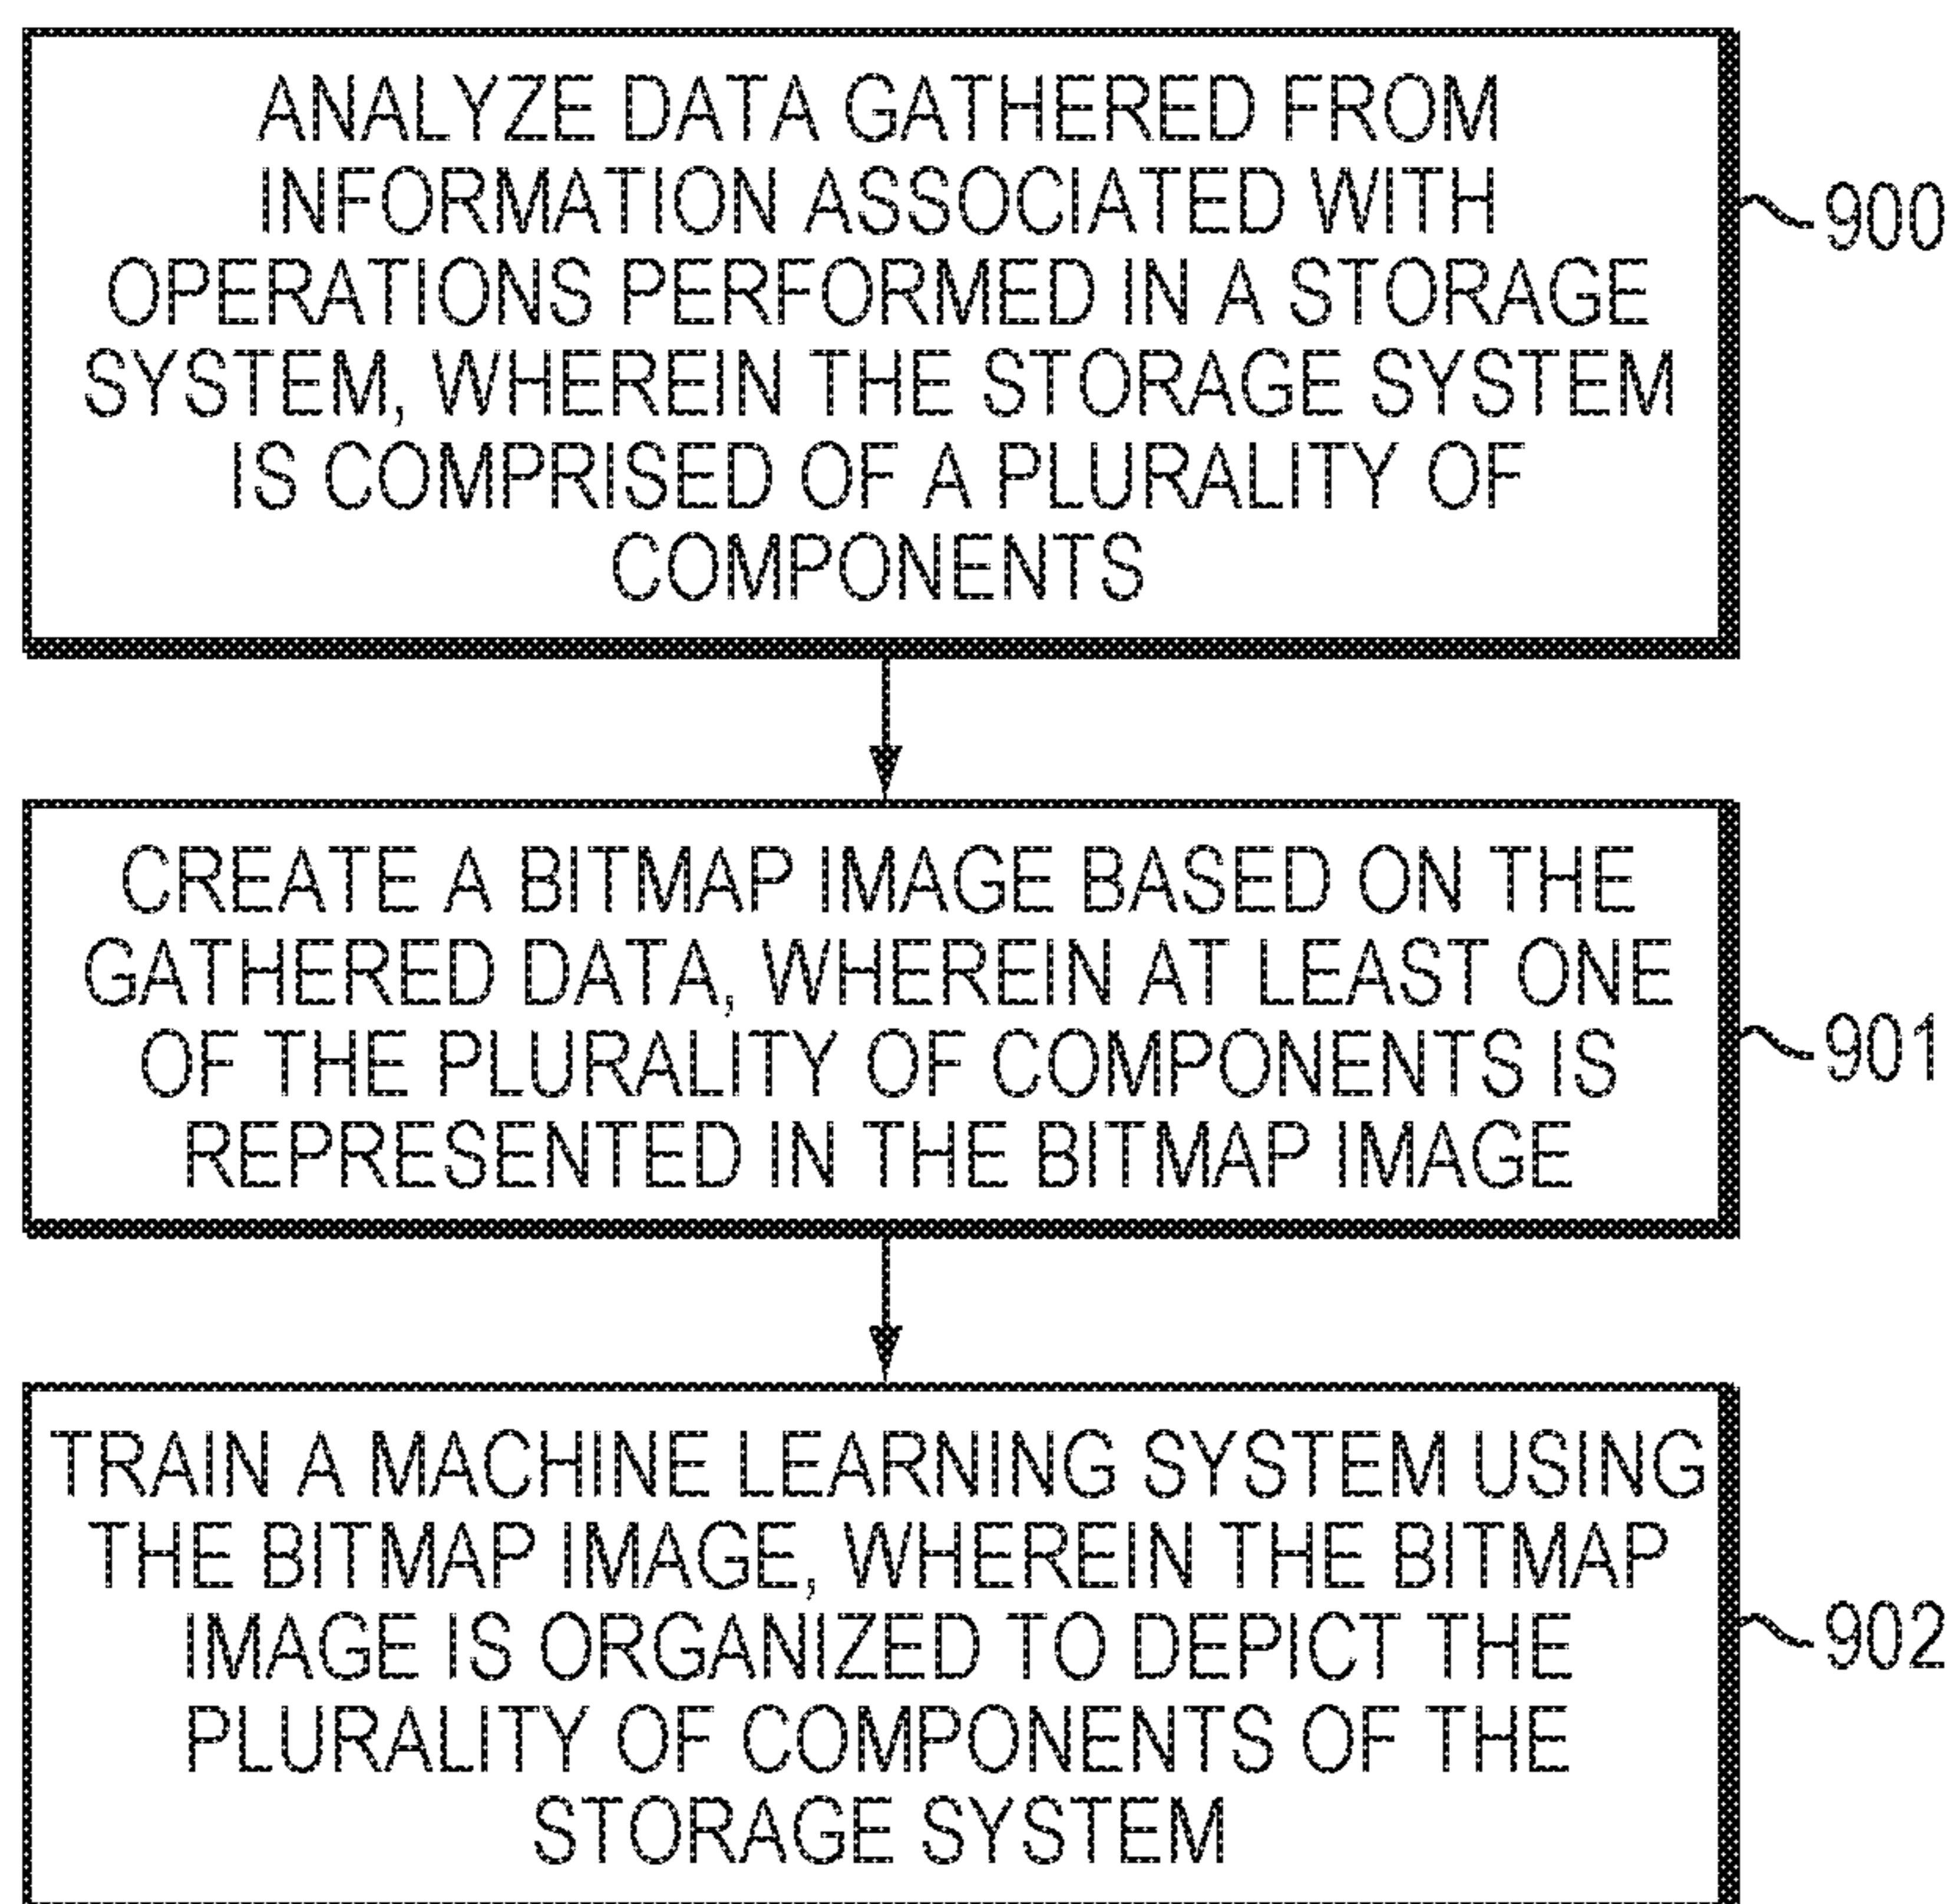 ANALYZE DATA GATHERED FROM
INFORMATION ASSOCIATED WITH
OPERATIONS PERFORMED IN A STORAGE
SYSTEM, WHEREIN THE STORAGE SYSTEM
IS COMPRISED OF A PLURALITY OF
COMPONENTS
900
CREATE A BITMAP IMAGE BASED ON THE
GATHERED DATA, WHEREIN AT LEAST ONE
OF THE PLURALITY OF COMPONENTS IS
REPRESENTED IN THE BITMAP IMAGE
901
TRAIN A MACHINE LEARNING SYSTEM USING
THE BITMAP IMAGE, WHEREIN THE BITMAP
IMAGE IS ORGANIZED TO DEPICT THE
PLURALITY OF COMPONENTS OF THE
STORAGE SYSTEM
902